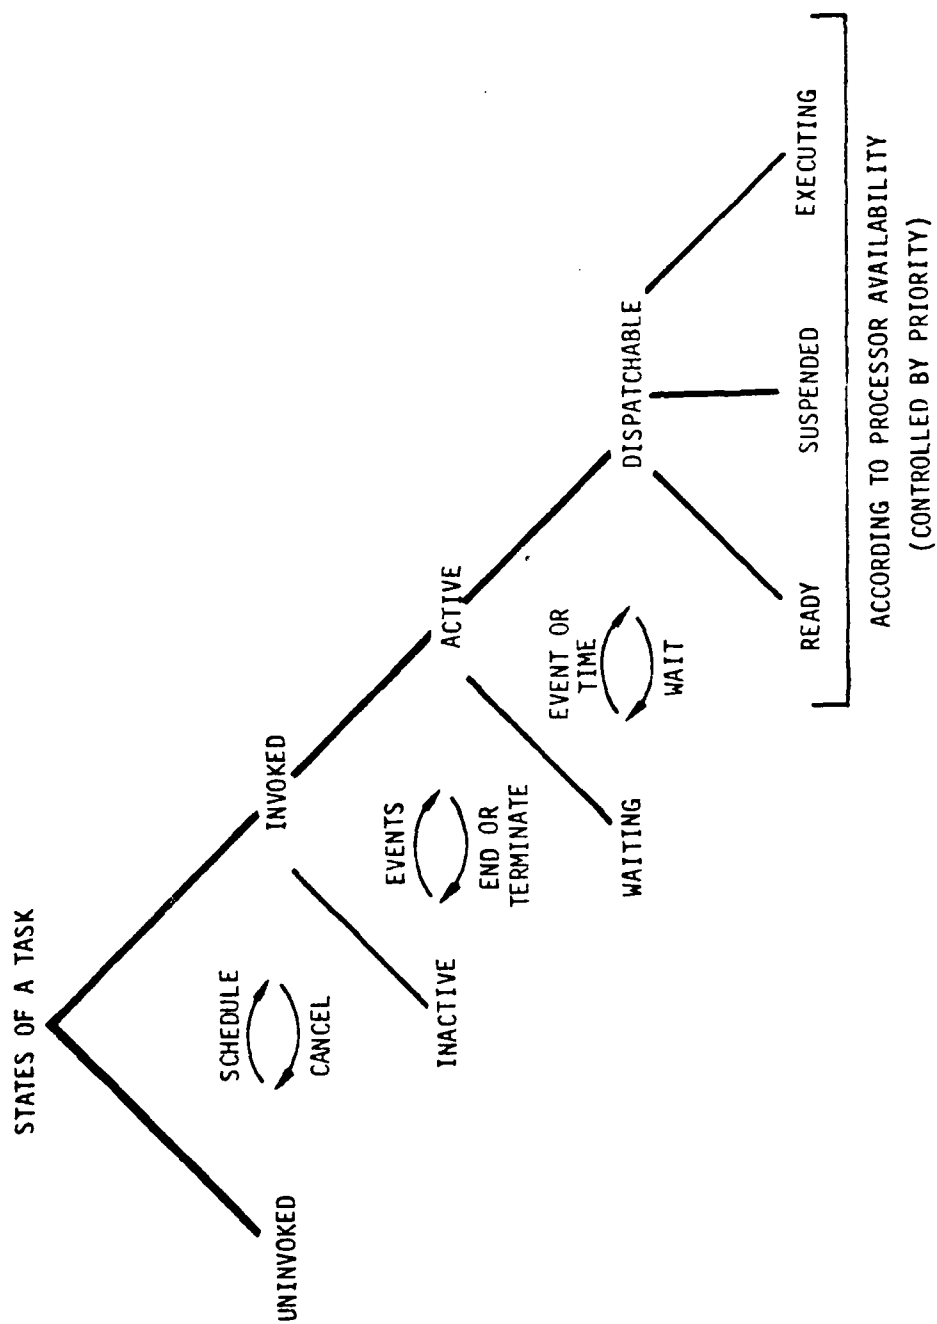 STATES OF A TASK
UNINVOKED
SCHEDULE
CANCEL
INVOKED
INACTIVE
EVENTS
END OR
TERMINATE
ACTIVE
WAITING
EVENT OR
TIME
WAIT
DISPATCHABLE
READY
SUSPENDED
EXECUTING
ACCORDING TO PROCESSOR AVAILABILITY
(CONTROLLED BY PRIORITY)